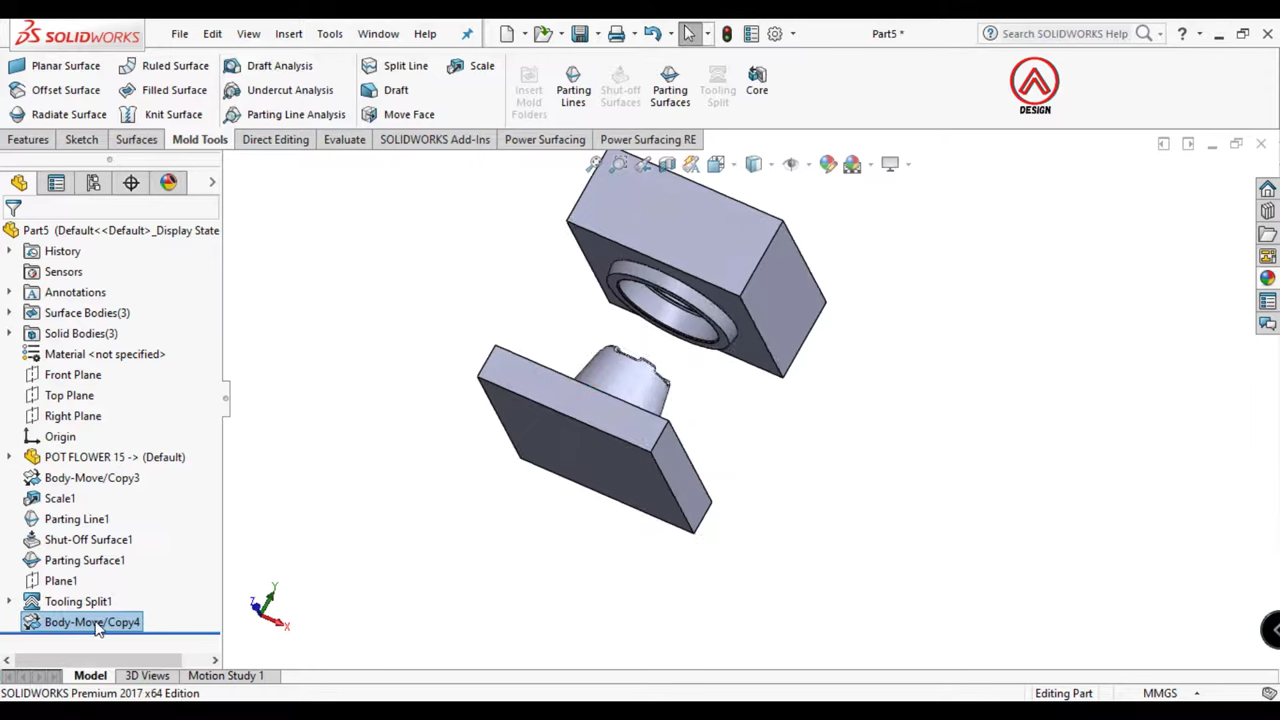 SOLIDWORKS File Edit View Insert Tools Window Help Part5 * Search SOLIDWORKS Help
Planar Surface Ruled Surface Draft Analysis Split Line Scale
Offset Surface Filled Surface Undercut Analysis Draft
Radiate Surface Knit Surface Parting Line Analysis Move Face
Insert Mold Folders
Parting Lines
Shut-off Surfaces
Parting Surfaces
Tooling Split
Core
DESIGN
Features Sketch Surfaces Mold Tools Direct Editing Evaluate SOLIDWORKS Add-Ins Power Surfacing Power Surfacing RE
Part5 (Default<<Default>_Display State
History
Sensors
Annotations
Surface Bodies(3)
Solid Bodies(3)
Material <not specified>
Front Plane
Top Plane
Right Plane
Origin
POT FLOWER 15 -> (Default)
Body-Move/Copy3
Scale1
Parting Line1
Shut-Off Surface1
Parting Surface1
Plane1
Tooling Split1
Body-Move/Copy4
Y
Z
X
Model 3D Views Motion Study 1
SOLIDWORKS Premium 2017 x64 Edition Editing Part MMGS